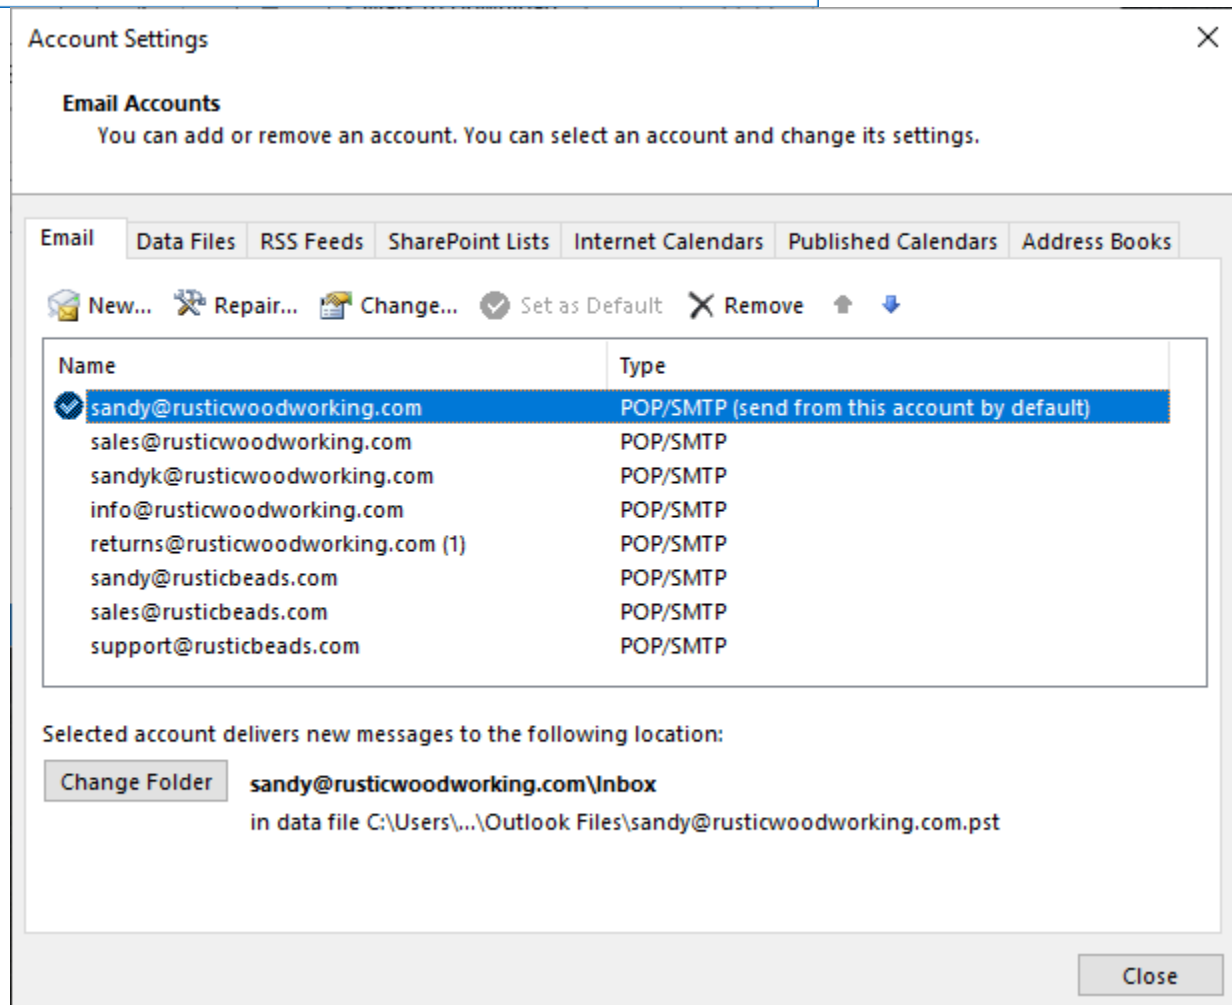 Account Settings
Email Accounts
You can add or remove an account. You can select an account and change its settings.
Email Data Files RSS Feeds SharePoint Lists Internet Calendars Published Calendars Address Books
New... Repair... Change... Set as Default Remove
Name Type
sandy@rusticwoodworking.com POP/SMTP (send from this account by default)
sales@rusticwoodworking.com POP/SMTP
sandyk@rusticwoodworking.com POP/SMTP
info@rusticwoodworking.com POP/SMTP
returns@rusticwoodworking.com (1) POP/SMTP
sandy@rusticbeads.com POP/SMTP
sales@rusticbeads.com POP/SMTP
support@rusticbeads.com POP/SMTP
Selected account delivers new messages to the following location:
Change Folder sandy@rusticwoodworking.com\Inbox
in data file C:\Users\...\Outlook Files\sandy@rusticwoodworking.com.pst
Close